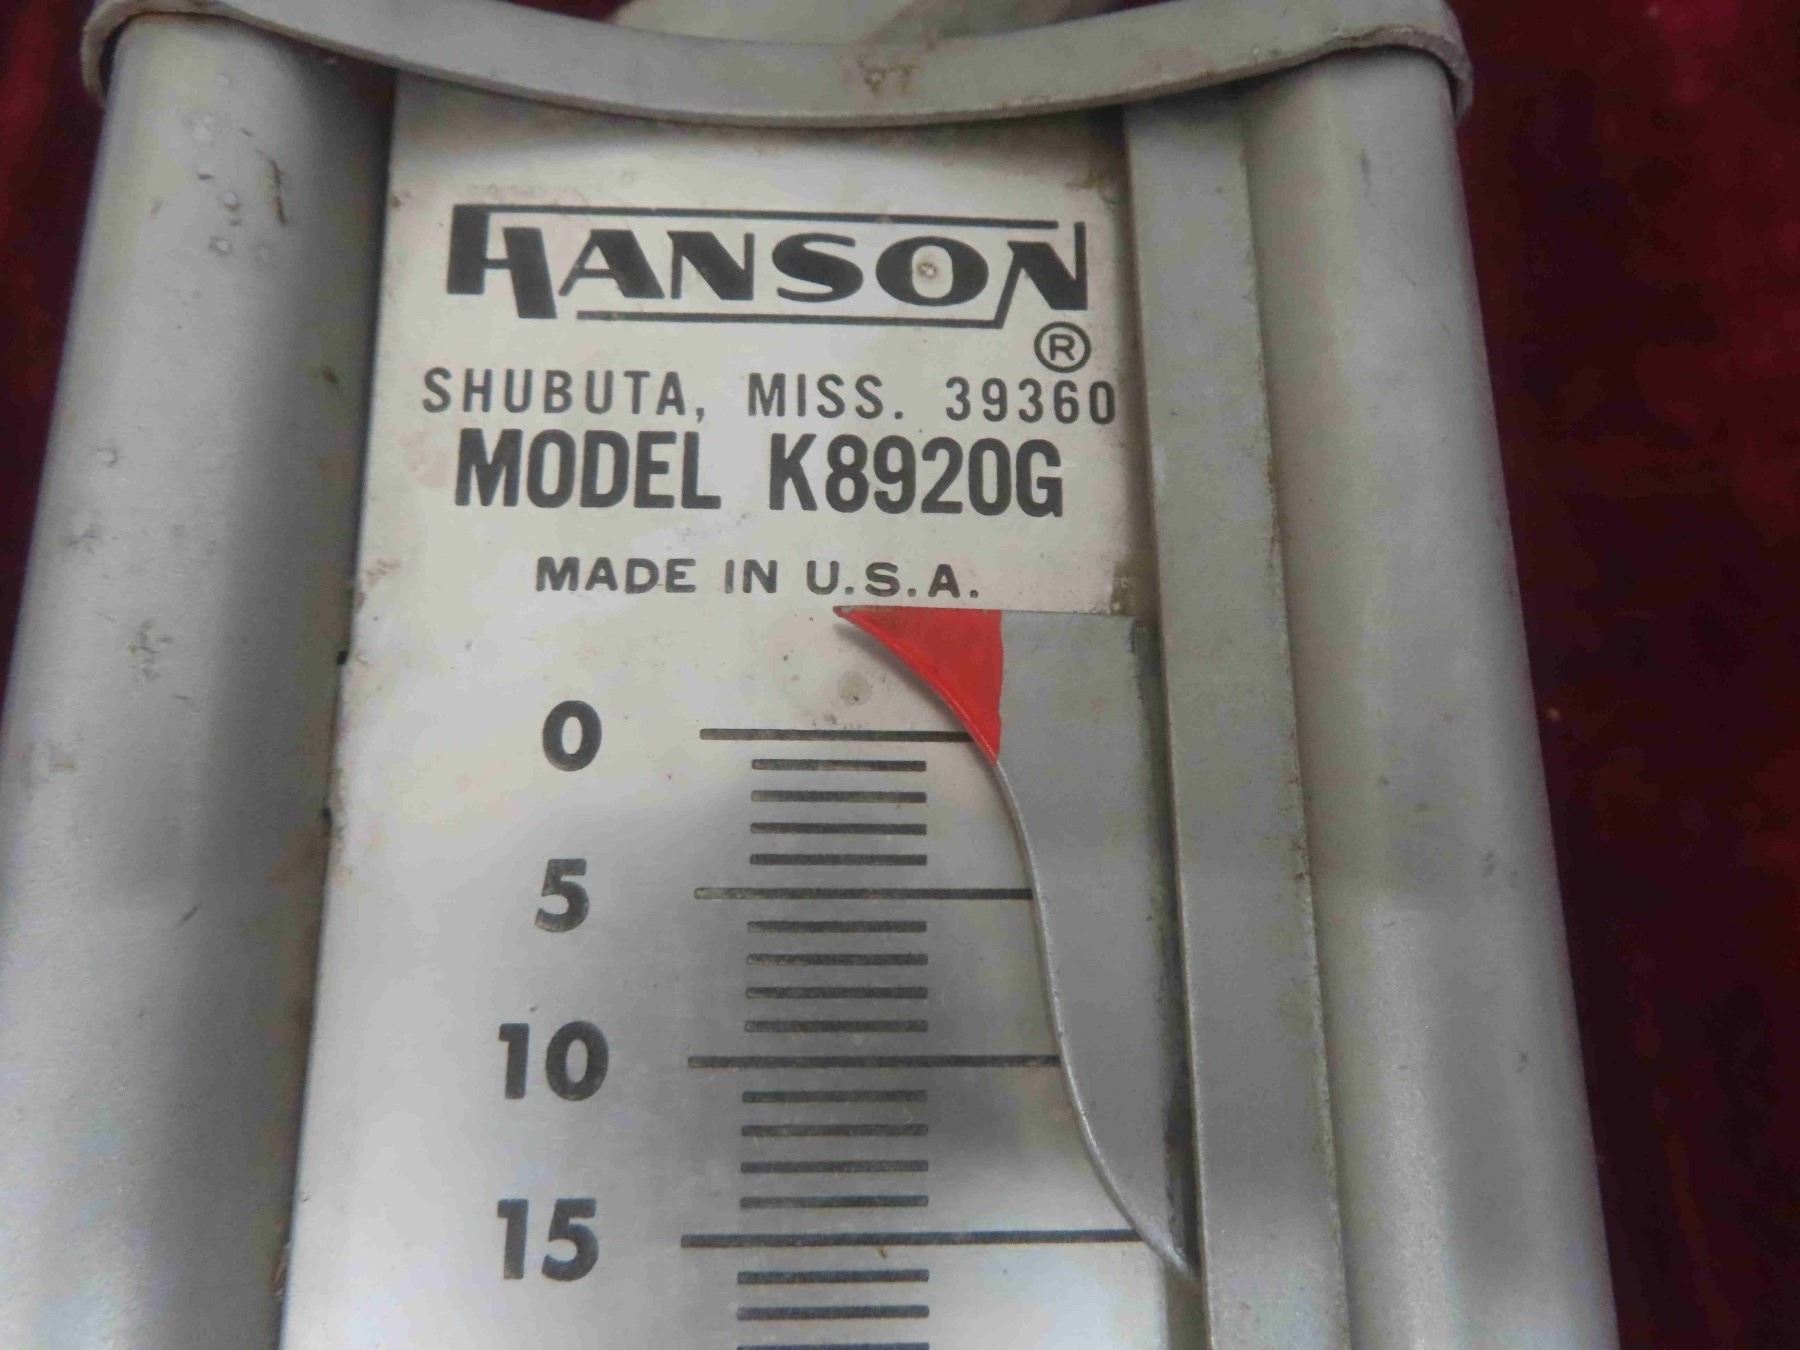 HANSON
®
SHUBUTA, MISS. 39360
MODEL K8920G
MADE IN U.S.A.
0
5
10
15